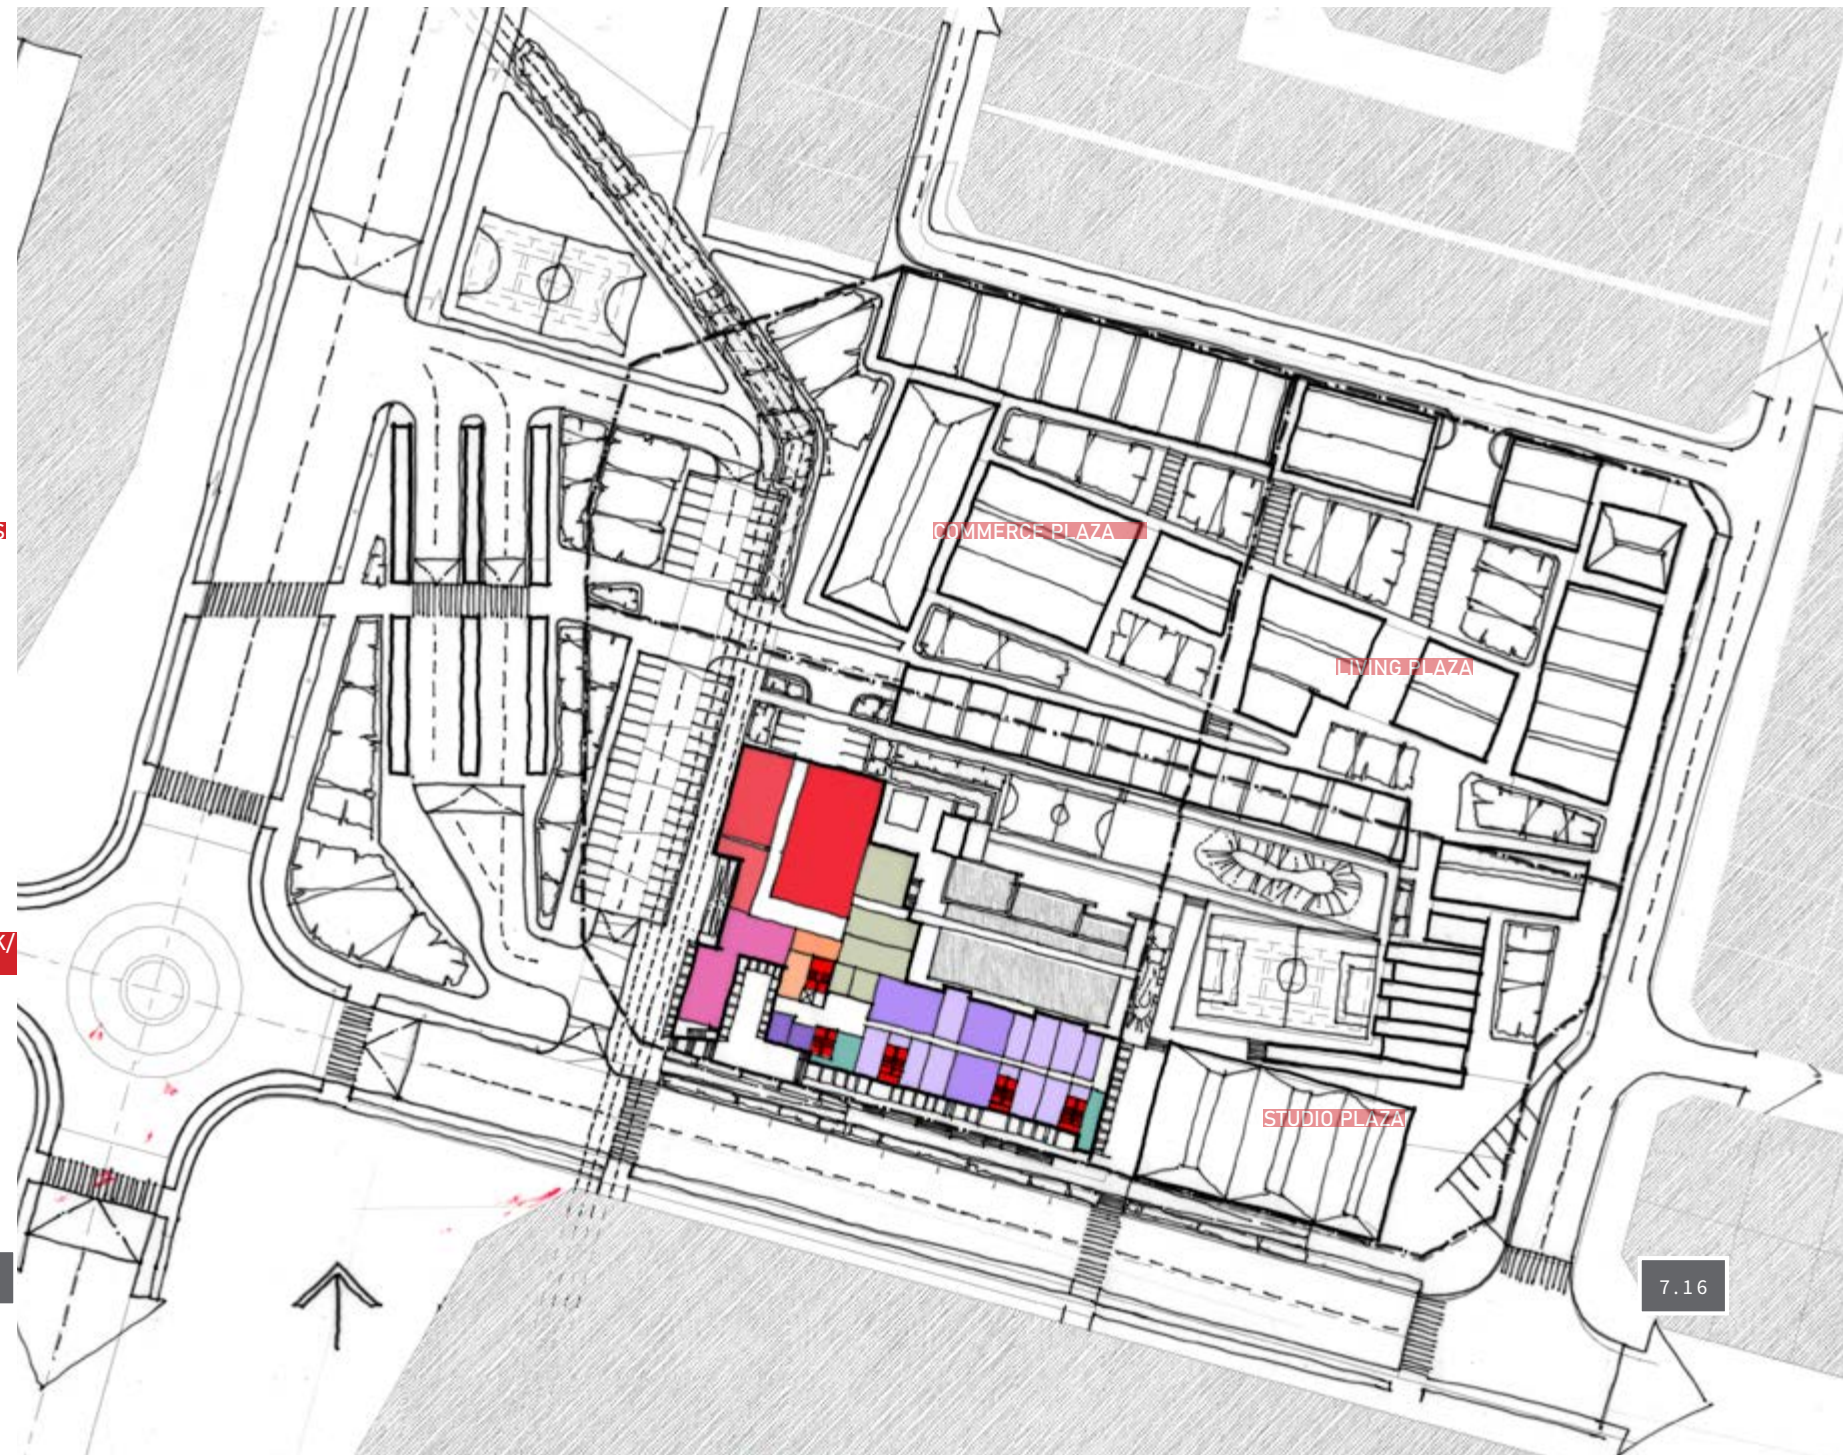 S
COMMERCE PLAZA
LIVING PLAZA
K/
STUDIO PLAZA
7.16